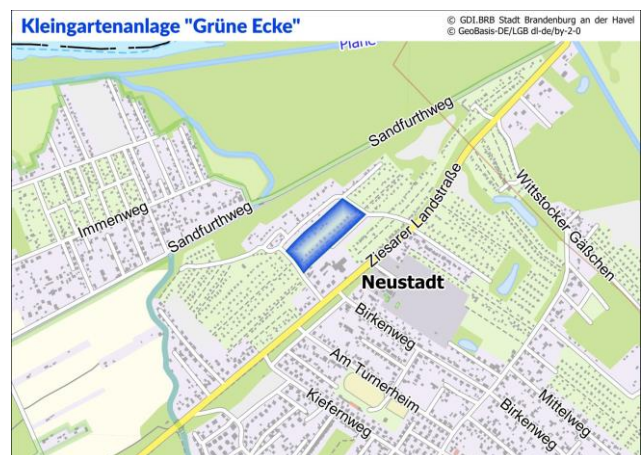 Kleingartenanlage "Grüne Ecke"
© GDI.BRB Stadt Brandenburg an der Havel
© GeoBasis-DE/LGB dl-de/by-2-0
Plane
Sandfurthweg
Immenweg
Sandfurthweg
Wittstocker Gäßchen
Ziesarer Landstraße
Neustadt
Birkenweg
Am Turnerheim
Kiefernweg
Mittelweg
Birkenweg